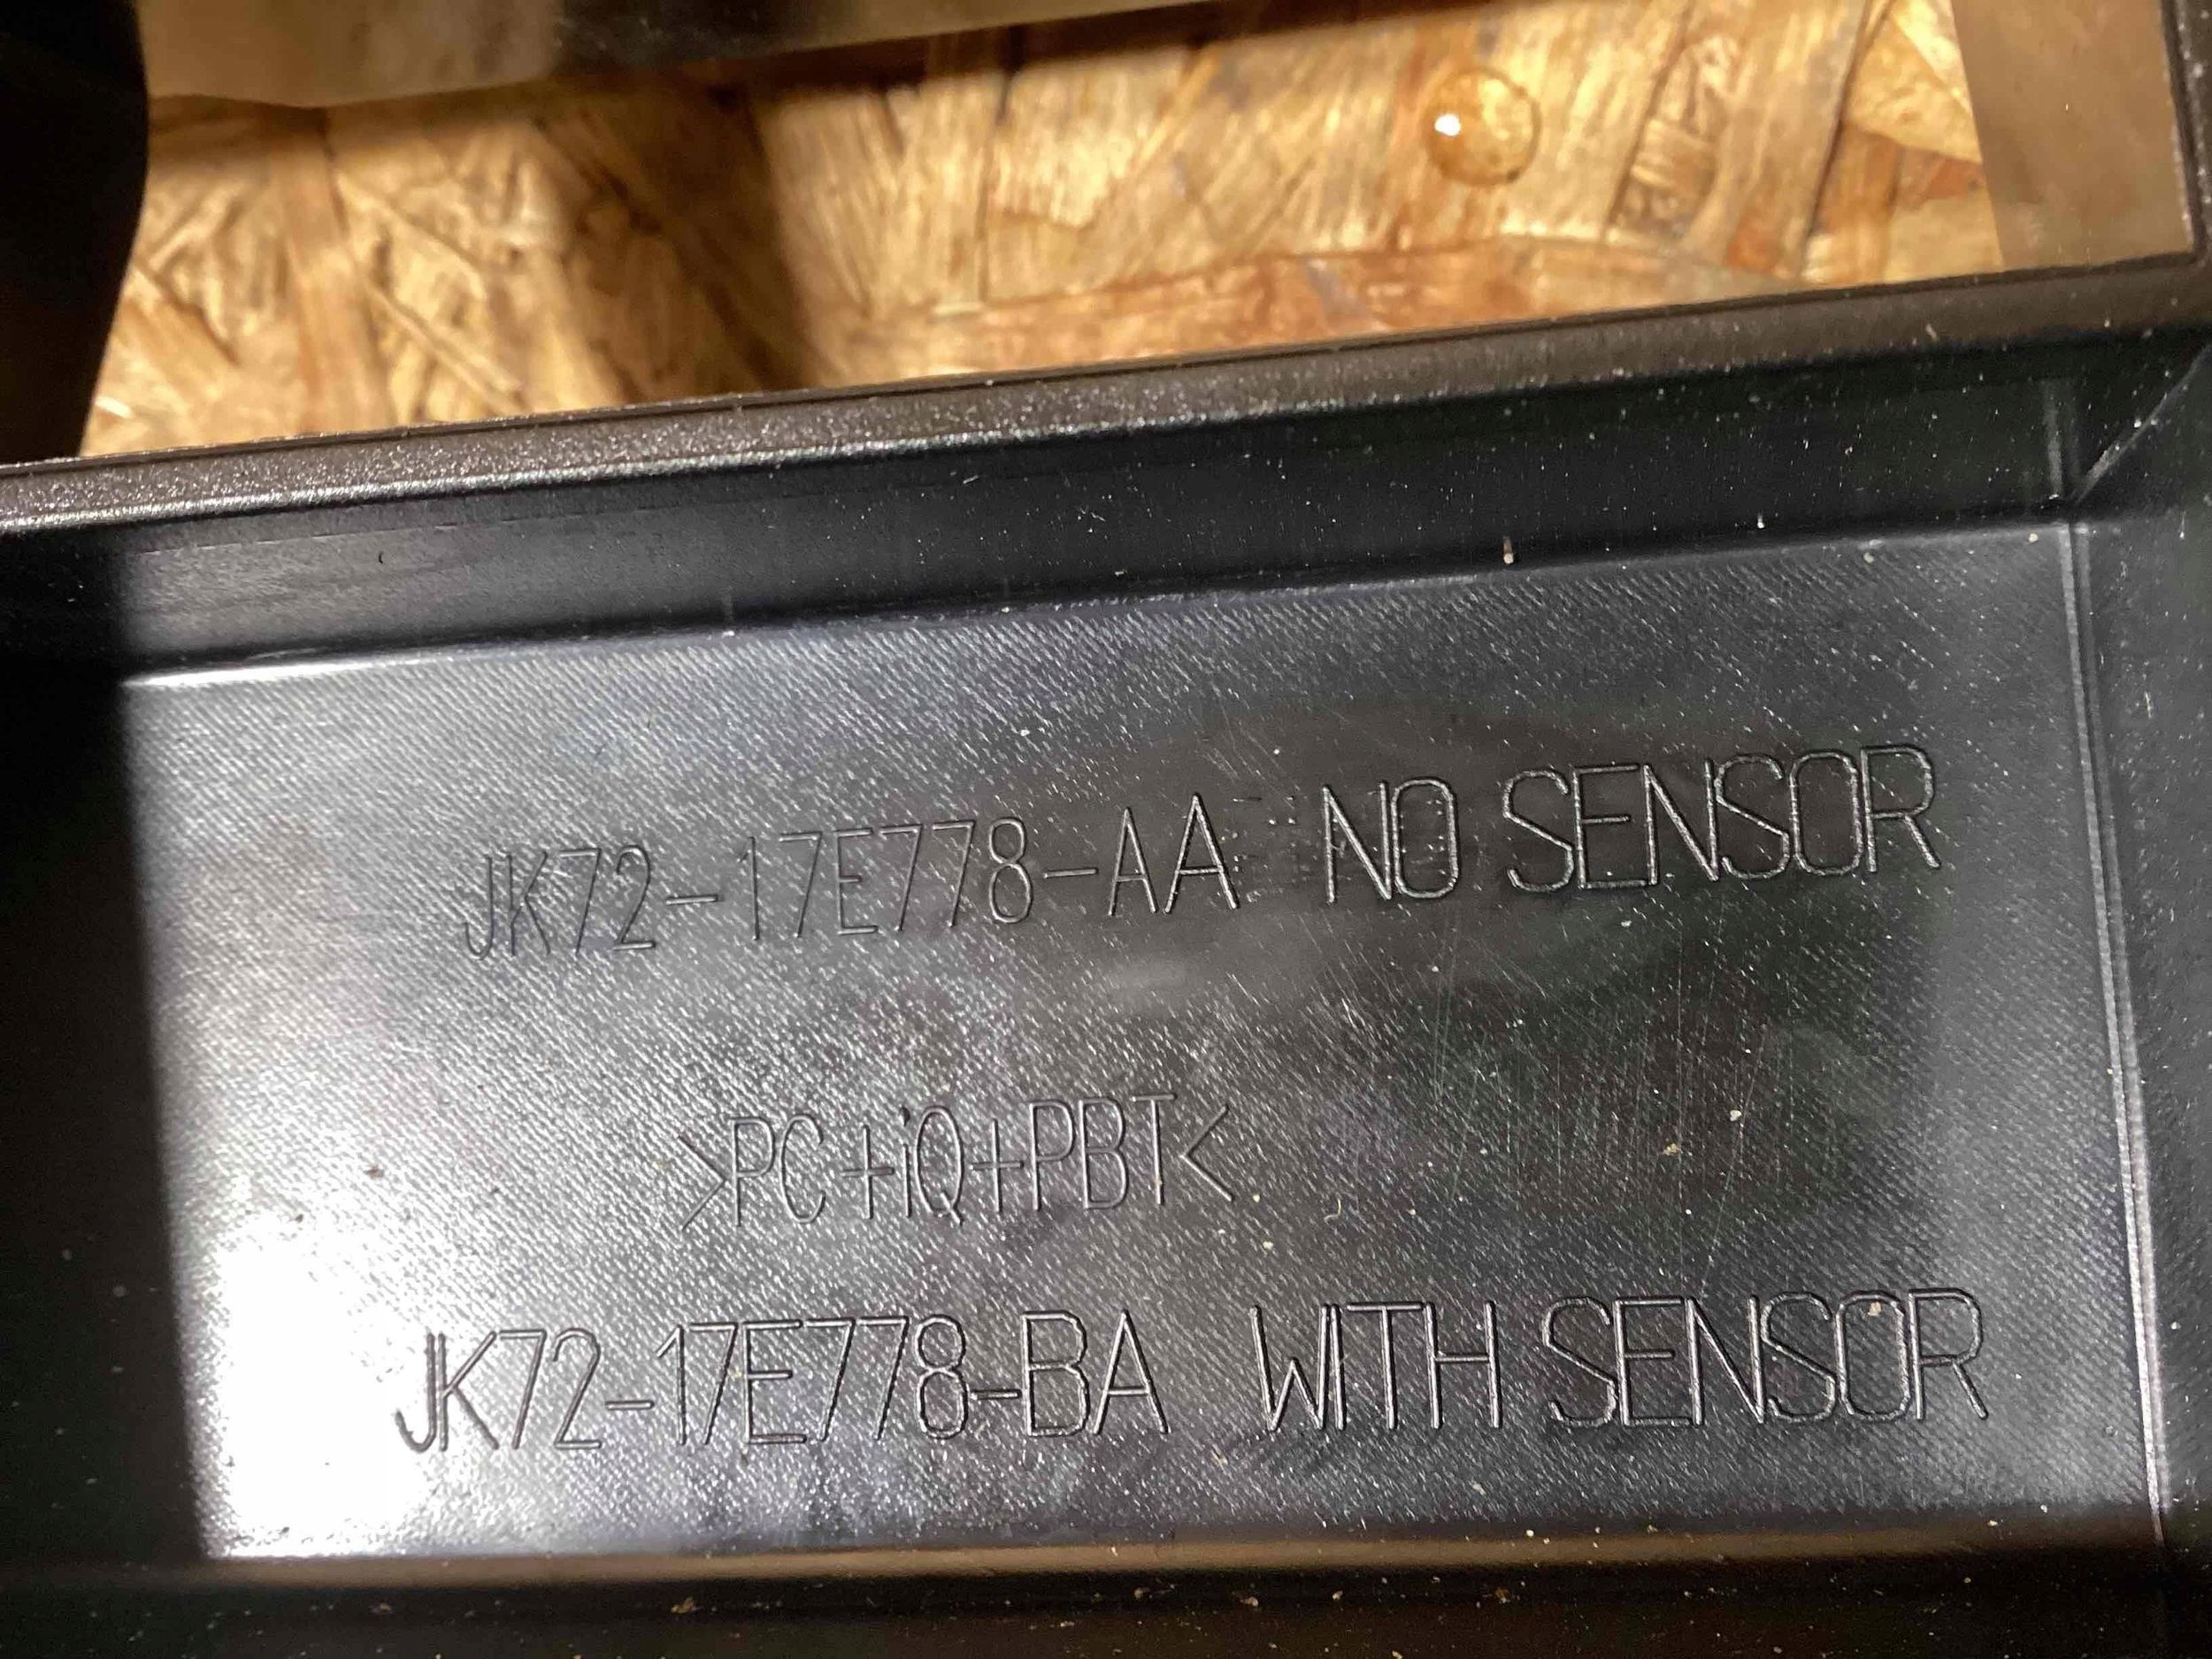 JK72-17E778-AA NO SENSOR
>PC+iQ+PBT<
JK72-17E778-BA WITH SENSOR